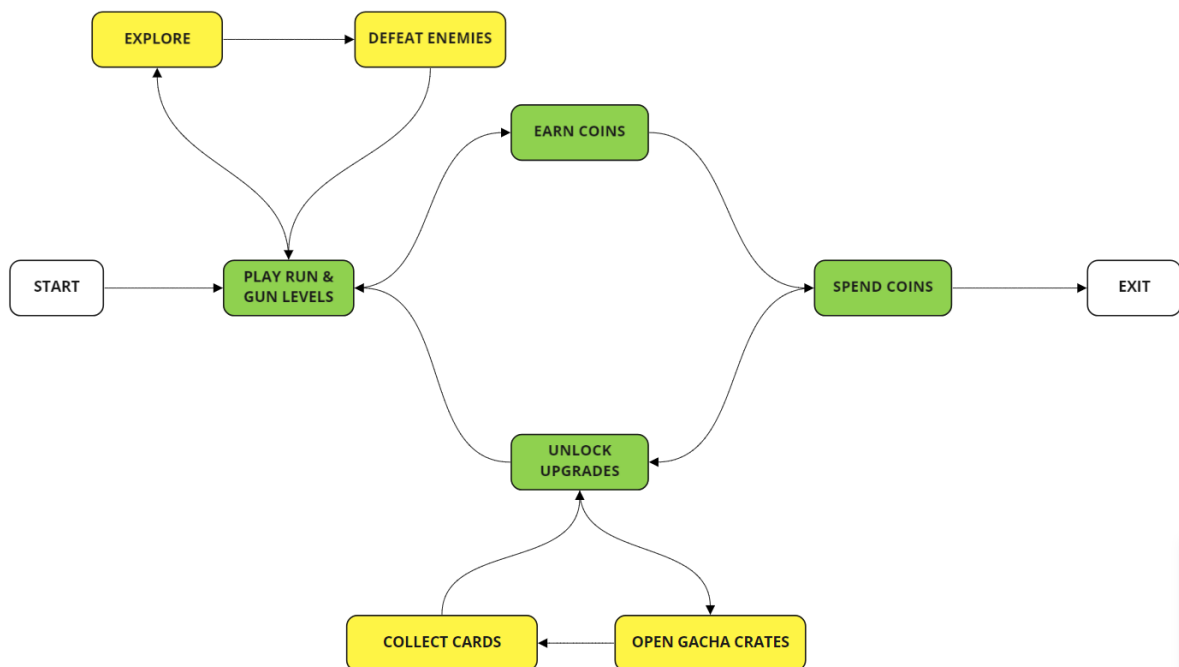 EXPLORE
DEFEAT ENEMIES
EARN COINS
START
PLAY RUN &
GUN LEVELS
SPEND COINS
EXIT
UNLOCK
UPGRADES
COLLECT CARDS
OPEN GACHA CRATES